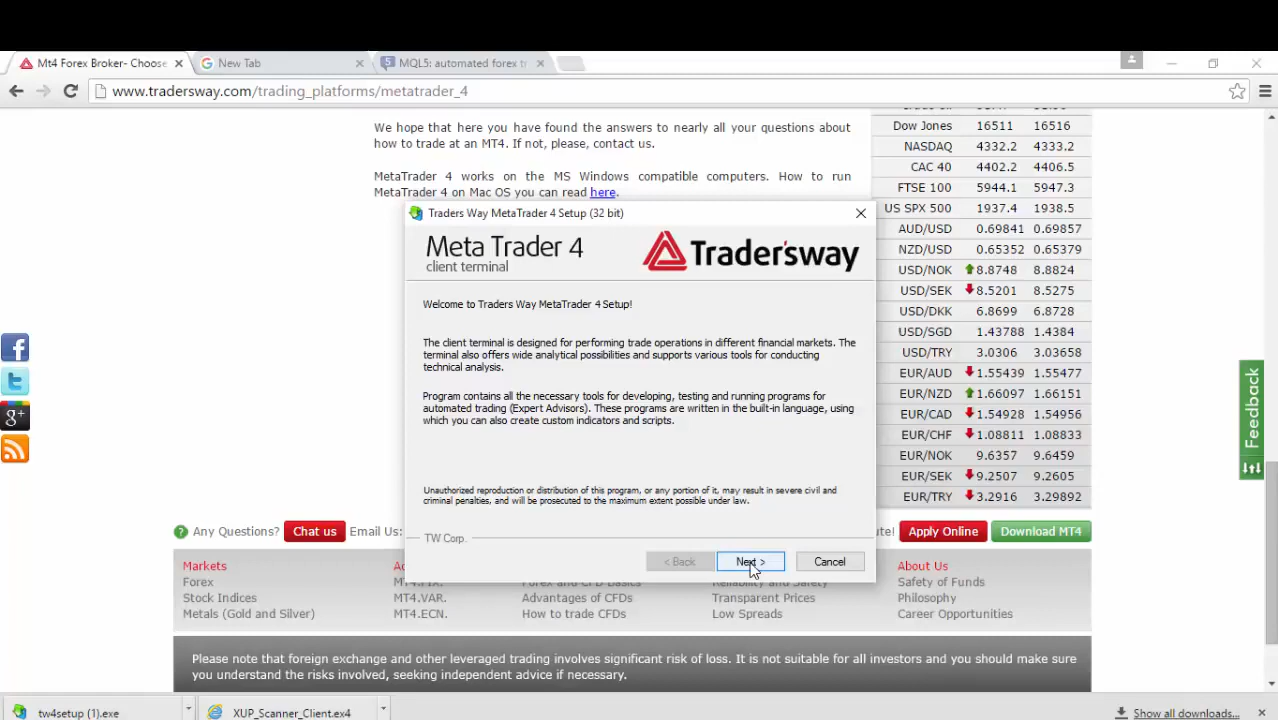 Mt4 Forex Broker- Choose
New Tab
MQL5: automated forex tr
www.tradersway.com/trading_platforms/metatrader_4
We hope that here you have found the answers to nearly all your questions about
how to trade at an MT4. If not, please, contact us.
MetaTrader 4 works on the MS Windows compatible computers. How to run
MetaTrader 4 on Mac OS you can read here.
Dow Jones 16511 16516
NASDAQ 4332.2 4333.2
CAC 40 4402.2 4406.5
FTSE 100 5944.1 5947.3
US SPX 500 1937.4 1938.5
AUD/USD 0.69841 0.69857
NZD/USD 0.65352 0.65379
USD/NOK 8.8748 8.8824
USD/SEK 8.5201 8.5275
USD/DKK 6.8699 6.8728
USD/SGD 1.43788 1.4384
USD/TRY 3.0306 3.03658
EUR/AUD 1.55439 1.55477
EUR/NZD 1.66097 1.66151
EUR/CAD 1.54928 1.54956
EUR/CHF 1.08811 1.08833
EUR/NOK 9.6357 9.6459
EUR/SEK 9.2507 9.2605
EUR/TRY 3.2916 3.29892
Traders Way MetaTrader 4 Setup (32 bit)
Meta Trader 4
client terminal
Trader'sway
Welcome to Traders Way MetaTrader 4 Setup!
The client terminal is designed for performing trade operations in different financial markets. The
terminal also offers wide analytical possibilities and supports various tools for conducting
technical analysis.
Program contains all the necessary tools for developing, testing and running programs for
automated trading (Expert Advisors). These programs are written in the built-in language, using
which you can also create custom indicators and scripts.
Unauthorized reproduction or distribution of this program, or any portion of it, may result in severe civil and
criminal penalties, and will be prosecuted to the maximum extent possible under law.
TW Corp.
< Back Next > Cancel
Feedback
? Any Questions? Chat us Email Us:
Apply Online Download MT4
Markets
Forex
Stock Indices
Metals (Gold and Silver)
MT4.FIX.
MT4.VAR.
MT4.ECN.
Forex and CFD Basics
Advantages of CFDs
How to trade CFDs
Reliability and Safety
Transparent Prices
Low Spreads
About Us
Safety of Funds
Philosophy
Career Opportunities
Please note that foreign exchange and other leveraged trading involves significant risk of loss. It is not suitable for all investors and you should make sure
you understand the risks involved, seeking independent advice if necessary.
tw4setup (1).exe
XUP_Scanner_Client.ex4
Show all downloads...